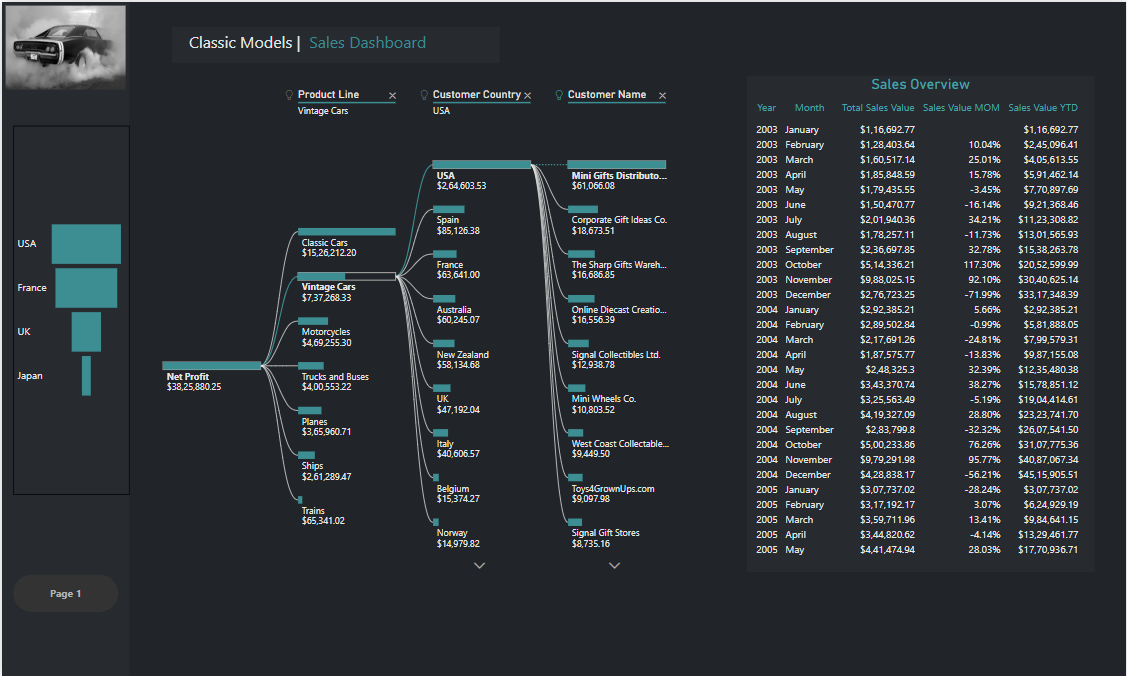 Classic Models | Sales Dashboard
USA
France
UK
Japan
Page 1
Product Line
Vintage Cars
Customer Country
USA
Customer Name
Net Profit
$38,25,880.25
Classic Cars
$15,26,212.20
Vintage Cars
$7,37,268.33
Motorcycles
$4,69,255.30
Trucks and Buses
$4,00,553.22
Planes
$3,65,960.71
Ships
$2,61,289.47
Trains
$65,341.02
USA
$2,64,603.53
Spain
$85,126.38
France
$63,641.00
Australia
$60,245.07
New Zealand
$58,134.68
UK
$47,192.04
Italy
$40,606.57
Belgium
$15,374.27
Norway
$14,979.82
Mini Gifts Distributo...
$61,066.08
Corporate Gift Ideas Co.
$18,673.51
The Sharp Gifts Wareh...
$16,686.85
Online Diecast Creatio...
$16,556.39
Signal Collectibles Ltd.
$12,938.78
Mini Wheels Co.
$10,803.52
West Coast Collectable...
$9,449.50
Toys4GrownUps.com
$9,097.98
Signal Gift Stores
$8,735.16
Sales Overview
Year Month Total Sales Value Sales Value MOM Sales Value YTD
2003 January $1,16,692.77 $1,16,692.77
2003 February $1,28,403.64 10.04% $2,45,096.41
2003 March $1,60,517.14 25.01% $4,05,613.55
2003 April $1,85,848.59 15.78% $5,91,462.14
2003 May $1,79,435.55 -3.45% $7,70,897.69
2003 June $1,50,470.77 -16.14% $9,21,368.46
2003 July $2,01,940.36 34.21% $11,23,308.82
2003 August $1,78,257.11 -11.73% $13,01,565.93
2003 September $2,36,697.85 32.78% $15,38,263.78
2003 October $5,14,336.21 117.30% $20,52,599.99
2003 November $9,88,025.15 92.10% $30,40,625.14
2003 December $2,76,723.25 -71.99% $33,17,348.39
2004 January $2,92,385.21 5.66% $2,92,385.21
2004 February $2,89,502.84 -0.99% $5,81,888.05
2004 March $2,17,691.26 -24.81% $7,99,579.31
2004 April $1,87,575.77 -13.83% $9,87,155.08
2004 May $2,48,325.3 32.39% $12,35,480.38
2004 June $3,43,370.74 38.27% $15,78,851.12
2004 July $3,25,563.49 -5.19% $19,04,414.61
2004 August $4,19,327.09 28.80% $23,23,741.70
2004 September $2,83,799.8 -32.32% $26,07,541.50
2004 October $5,00,233.86 76.26% $31,07,775.36
2004 November $9,79,291.98 95.77% $40,87,067.34
2004 December $4,28,838.17 -56.21% $45,15,905.51
2005 January $3,07,737.02 -28.24% $3,07,737.02
2005 February $3,17,192.17 3.07% $6,24,929.19
2005 March $3,59,711.96 13.41% $9,84,641.15
2005 April $3,44,820.62 -4.14% $13,29,461.77
2005 May $4,41,474.94 28.03% $17,70,936.71